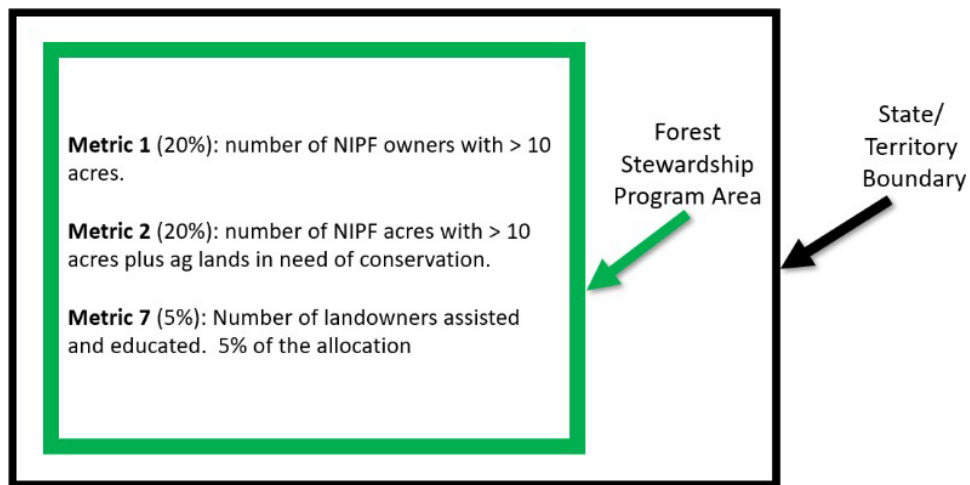 Metric 1 (20%): number of NIPF owners with > 10
acres.
Metric 2 (20%): number of NIPF acres with > 10
acres plus ag lands in need of conservation.
Metric 7 (5%): Number of landowners assisted
and educated.  5% of the allocation
Forest
Stewardship
Program Area
State/
Territory
Boundary